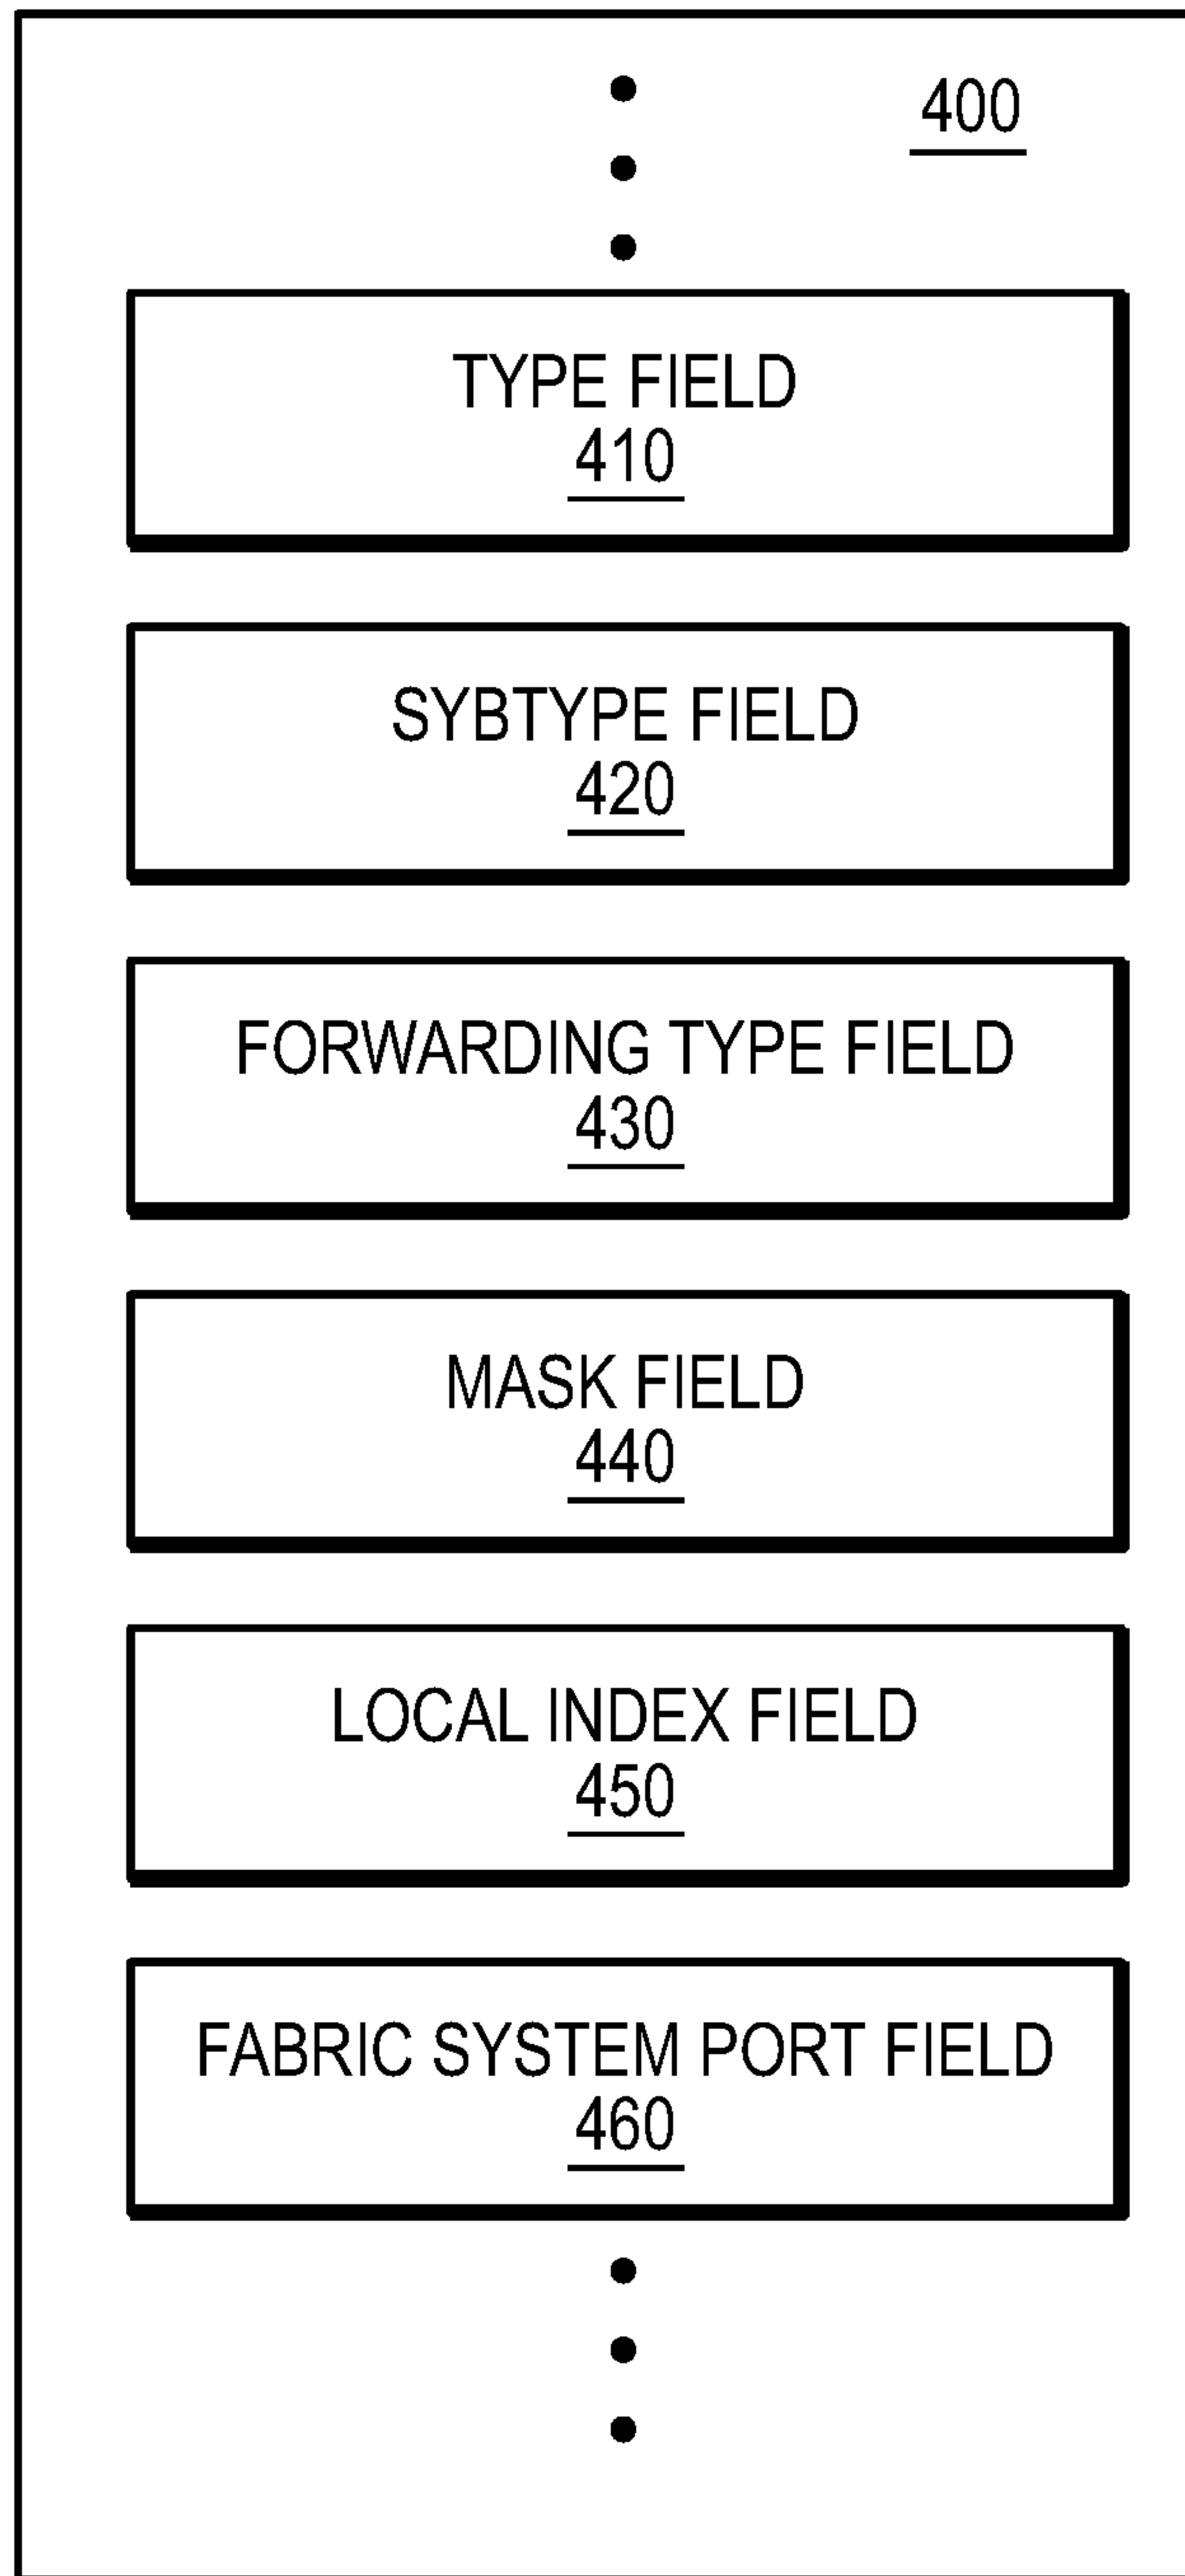 400
TYPE FIELD
410
SYBTYPE FIELD
420
FORWARDING TYPE FIELD
430
MASK FIELD
440
LOCAL INDEX FIELD
450
FABRIC SYSTEM PORT FIELD
460